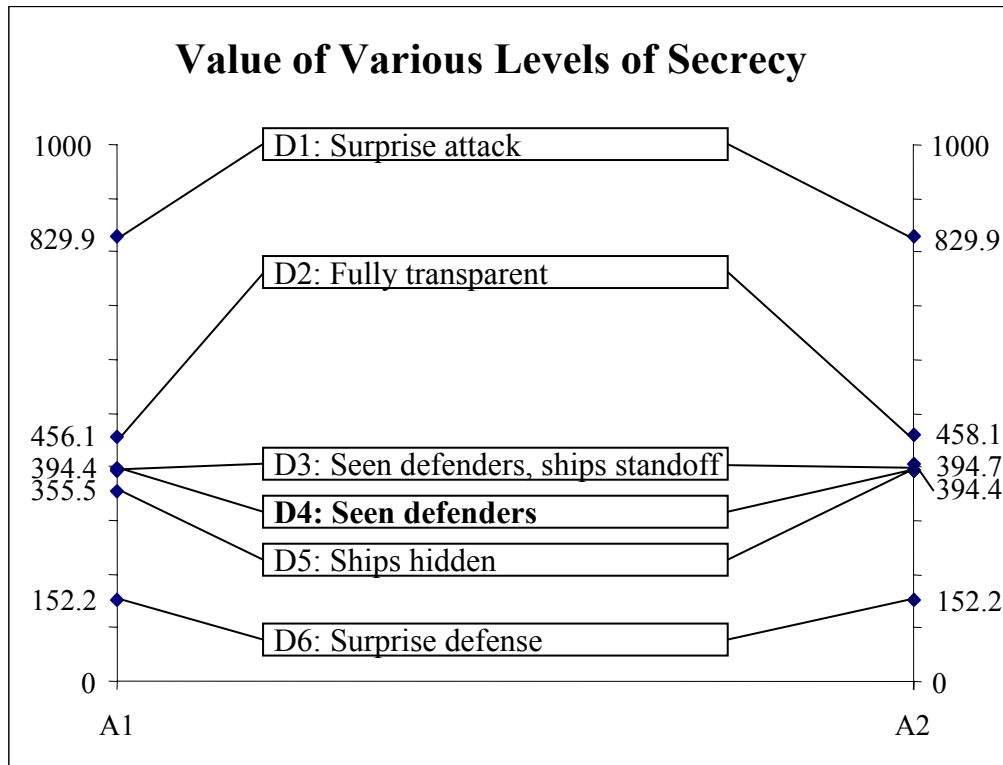 Value of Various Levels of Secrecy
1000
D1: Surprise attack
1000
829.9
829.9
D2: Fully transparent
456.1
458.1
394.4
D3: Seen defenders, ships standoff
394.7
355.5
D4: Seen defenders
394.4
D5: Ships hidden
152.2
152.2
D6: Surprise defense
0
0
A1
A2